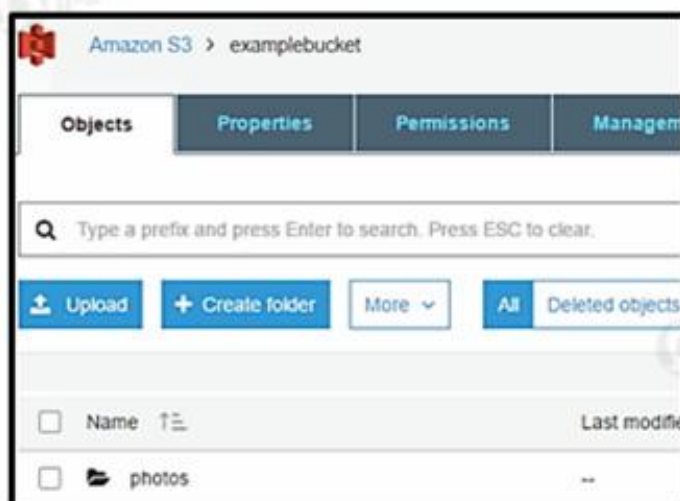 Amazon S3 > examplebucket
Objects Properties Permissions Managem
Type a prefix and press Enter to search. Press ESC to clear.
Upload + Create folder More All Deleted objects
Name Last modifie
photos --